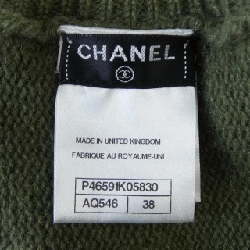 CHANEL
MADE IN UNITED KINGDOM
FABRIQUE AU ROYAUME-UNI
P46591K05830
AQ546 38